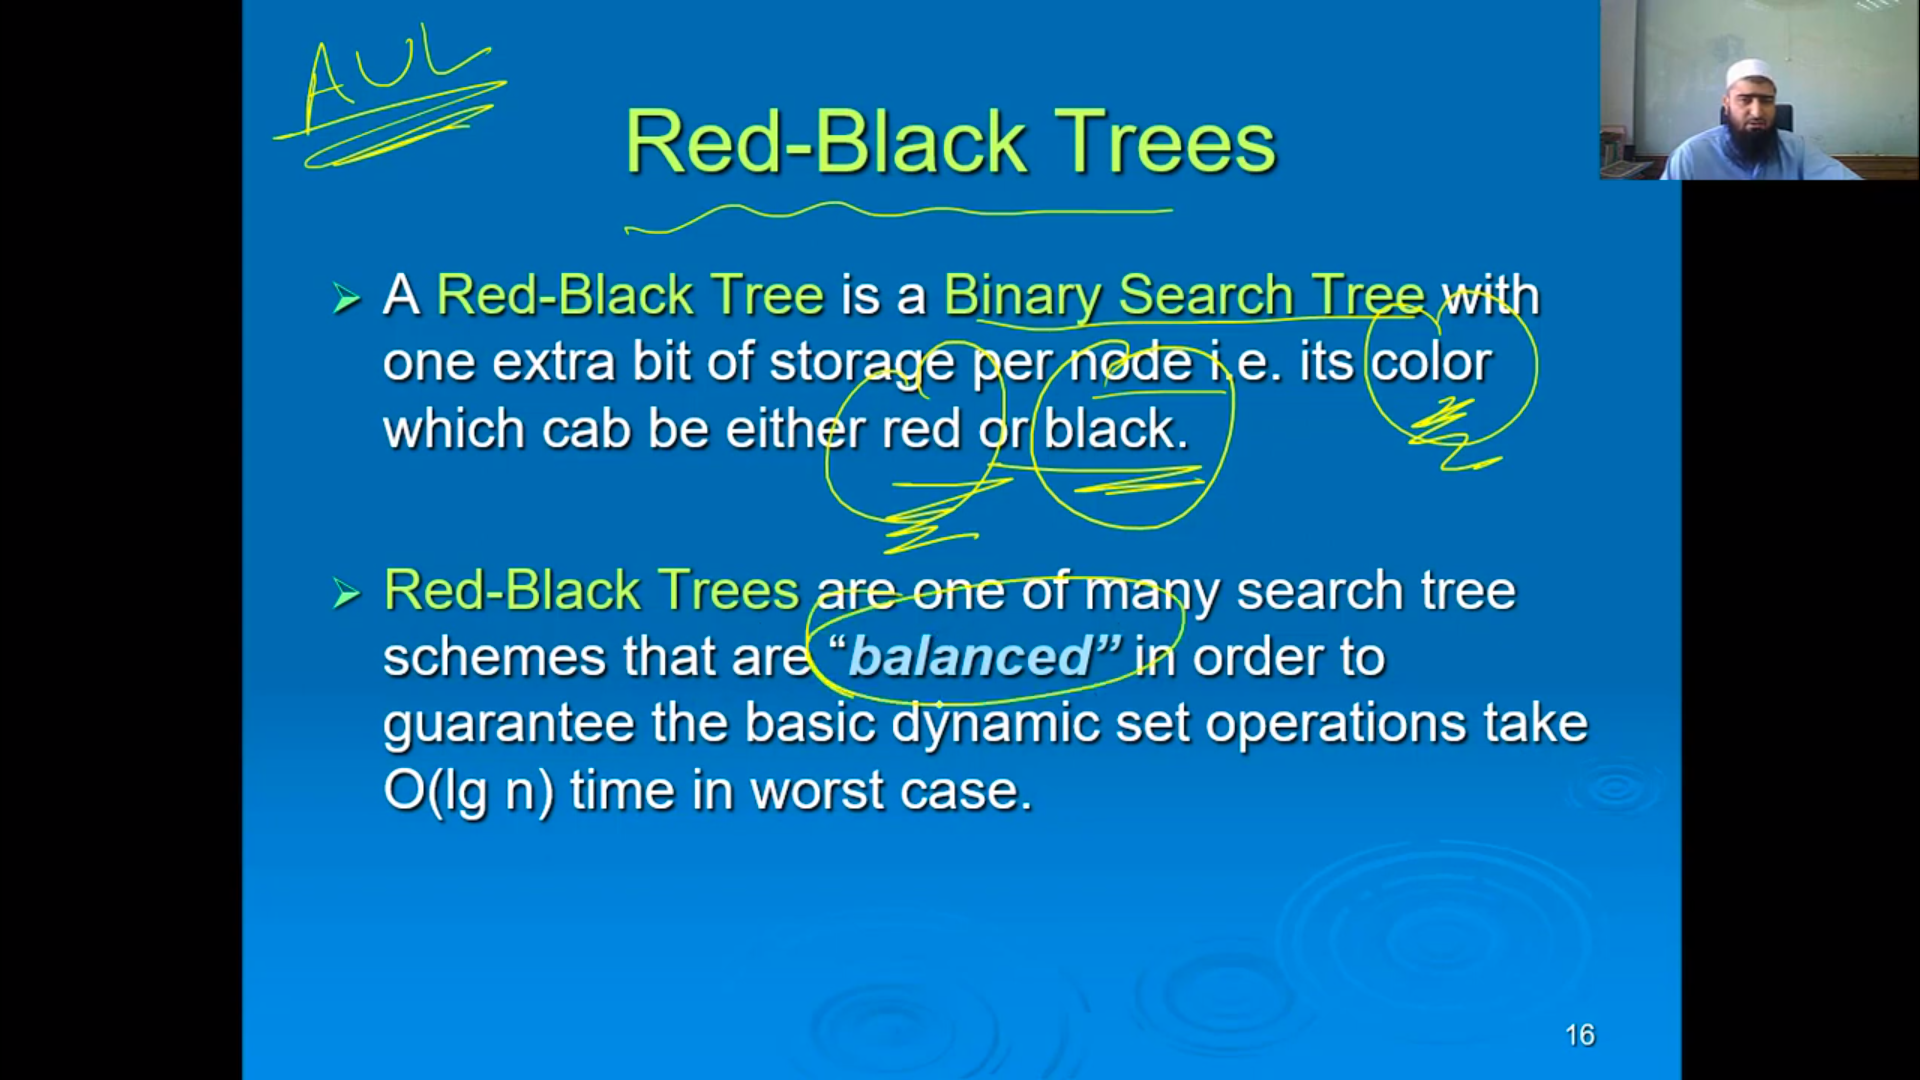 AVL
Red-Black Trees
A Red-Black Tree is a Binary Search Tree with
one extra bit of storage per node i.e. its color
which cab be either red or black.
Red-Black Trees are one of many search tree
schemes that are “balanced” in order to
guarantee the basic dynamic set operations take
O(lg n) time in worst case.
16